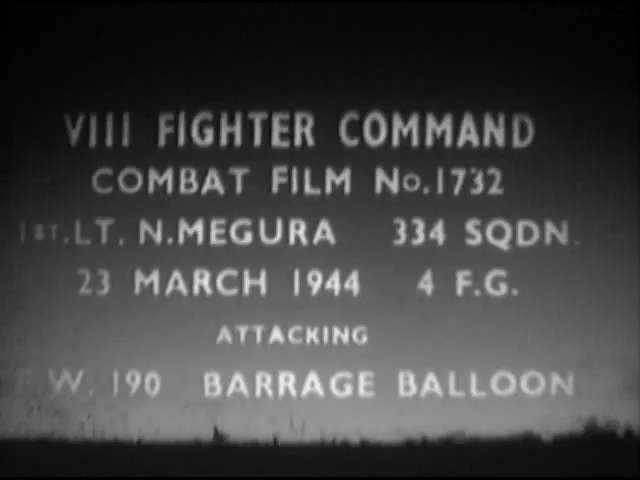 VIII FIGHTER COMMAND
COMBAT FILM No.1732
1ST.LT. N.MEGURA 334 SQDN.
23 MARCH 1944 4 F.G.
ATTACKING
F.W. 190 BARRAGE BALLOON